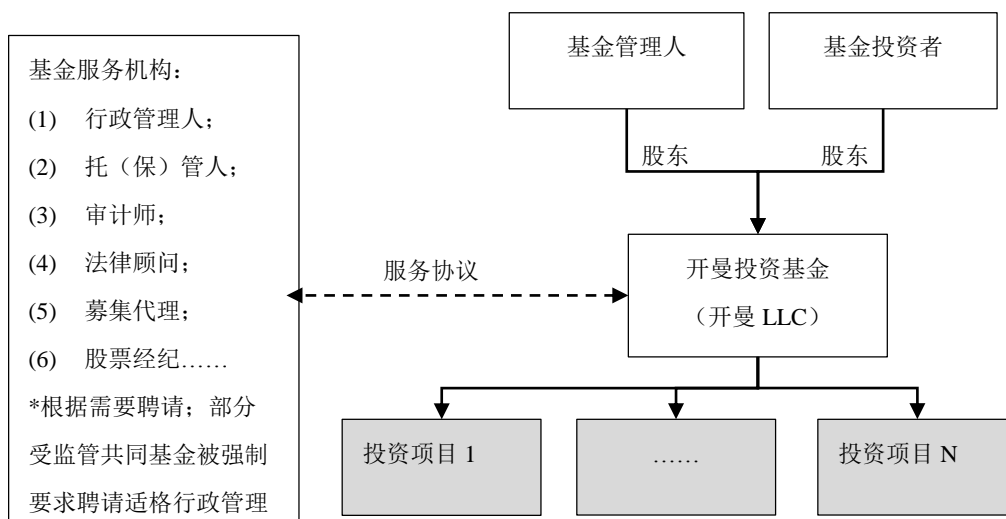 基金服务机构：
(1) 行政管理人；
(2) 托（保）管人；
(3) 审计师；
(4) 法律顾问；
(5) 募集代理；
(6) 股票经纪……
*根据需要聘请；部分
受监管共同基金被强制
要求聘请适格行政管理
基金管理人
基金投资者
股东
股东
服务协议
开曼投资基金
（开曼 LLC）
投资项目 1
……
投资项目 N